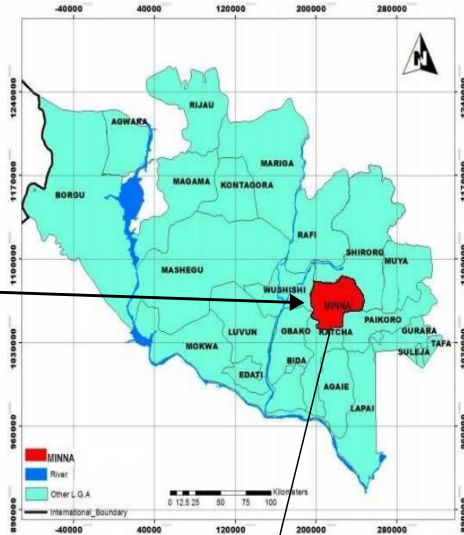 -40000 40000 120000 200000 280000
N
1240000
1240000
RIJAU
AGWARA
MARIGA
1170000
1170000
MAGAMA
KONTAGORA
BORGU
RAFI
SHIRORO
MUYA
1100000
MASHEGU
WUSHISHI
MINNA
PAIKORO
LUVUN
GBAKO
KATCHA
GURARA
TAFA
1030000
MOKWA
SULEJA
BIDA
EDATI
AGAIE
LAPAI
960000
MINNA
River
Other L.G.A
International_Boundary
Kilometers
0 12.5 25 50 75 100
-40000 40000 120000 200000 280000